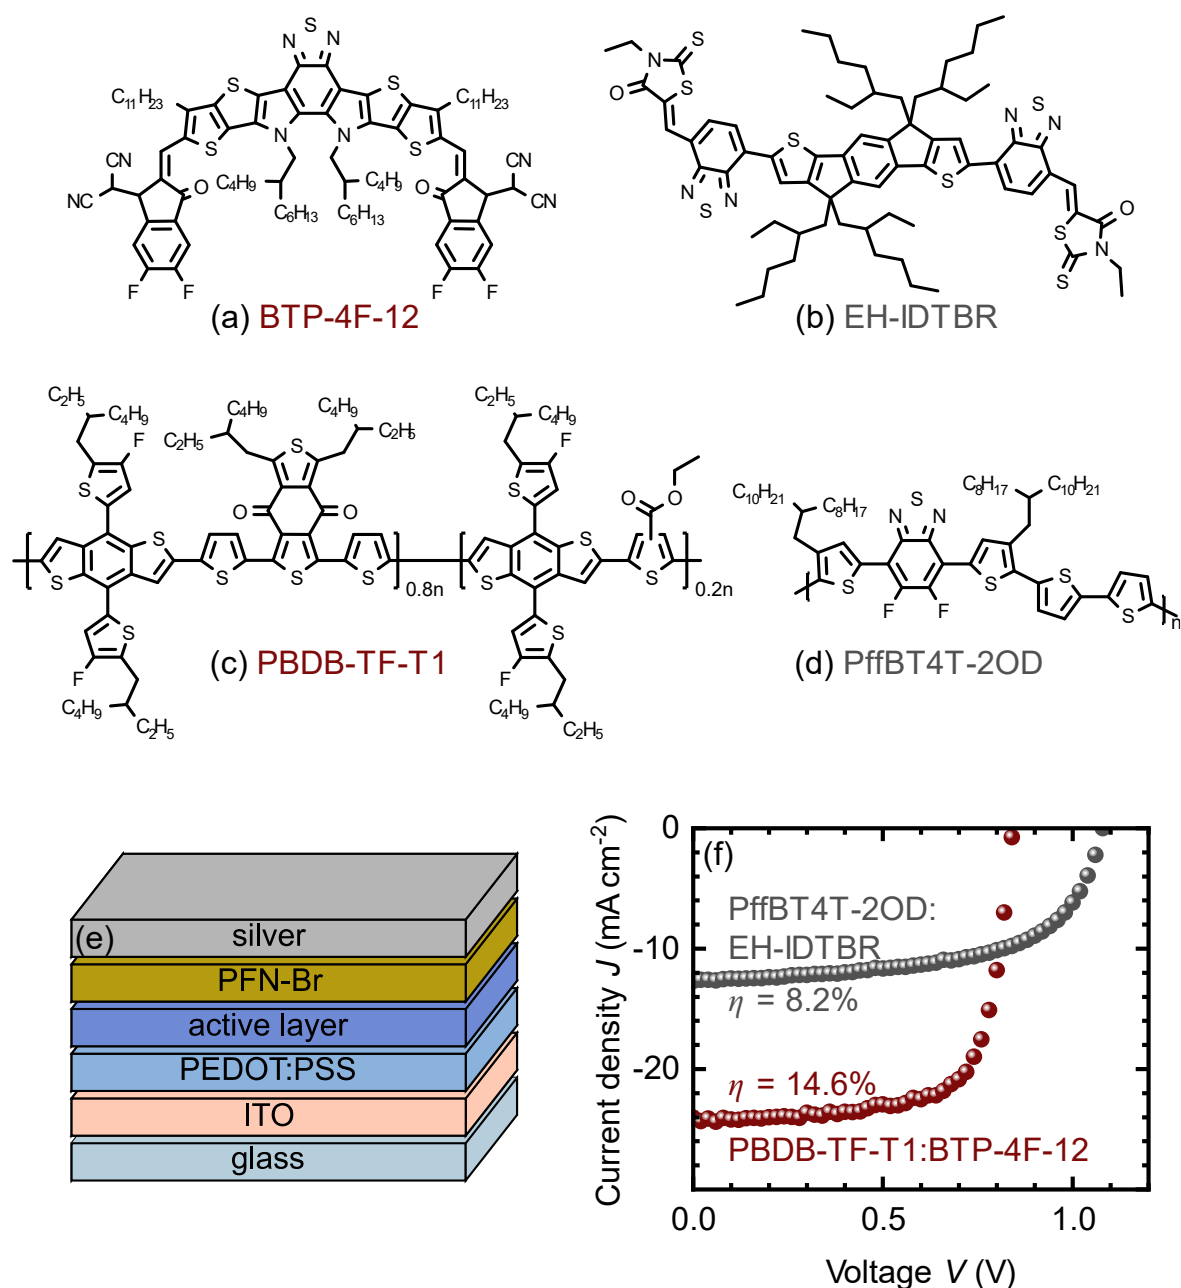 S
N N
S S
C₁₁H₂₃ C₁₁H₂₃
S N N S
CN CN
NC O C₄H₉ C₄H₉ O CN
C₆H₁₃ C₆H₁₃
F F F F
(a) BTP-4F-12
N S
O S
S
N N
S
N N
S
S
O
S N
S
(b) EH-IDTBR
C₂H₅ C₄H₉ C₄H₉ C₂H₅
C₄H₉ C₂H₅ C₂H₅ C₄H₉
F S F
S S
O O O O
S S S S
S S S S
0.8n 0.2n
S S
F F
C₄H₉ C₄H₉
C₂H₅ C₂H₅
(c) PBDB-TF-T1
C₁₀H₂₁ C₈H₁₇ C₁₀H₂₁
C₈H₁₇
S
N N
S S S
F F S
n
(d) PffBT4T-2OD
(e)
silver
PFN-Br
active layer
PEDOT:PSS
ITO
glass
(f)
0
-10
-20
Current density J (mA cm⁻²)
PffBT4T-2OD:
EH-IDTBR
η = 8.2%
η = 14.6%
PBDB-TF-T1:BTP-4F-12
0.0 0.5 1.0
Voltage V (V)